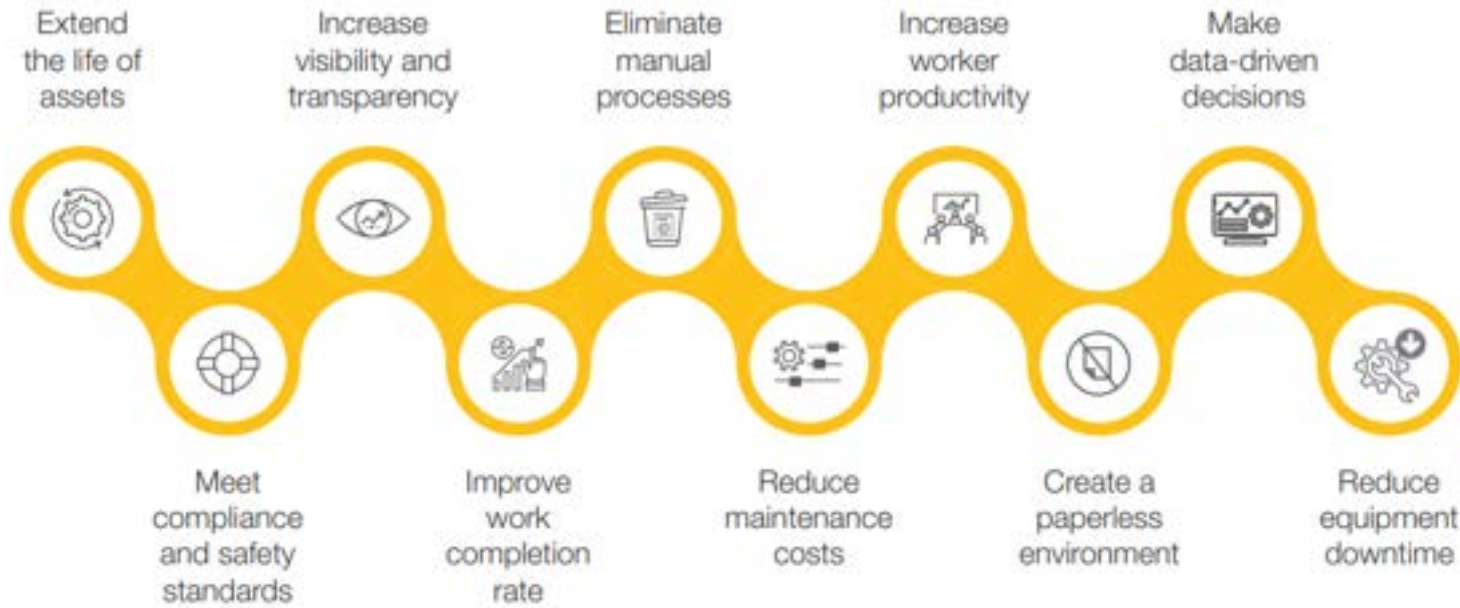 Extend
the life of
assets
Increase
visibility and
transparency
Eliminate
manual
processes
Increase
worker
productivity
Make
data-driven
decisions
Meet
compliance
and safety
standards
Improve
work
completion
rate
Reduce
maintenance
costs
Create a
paperless
environment
Reduce
equipment
downtime